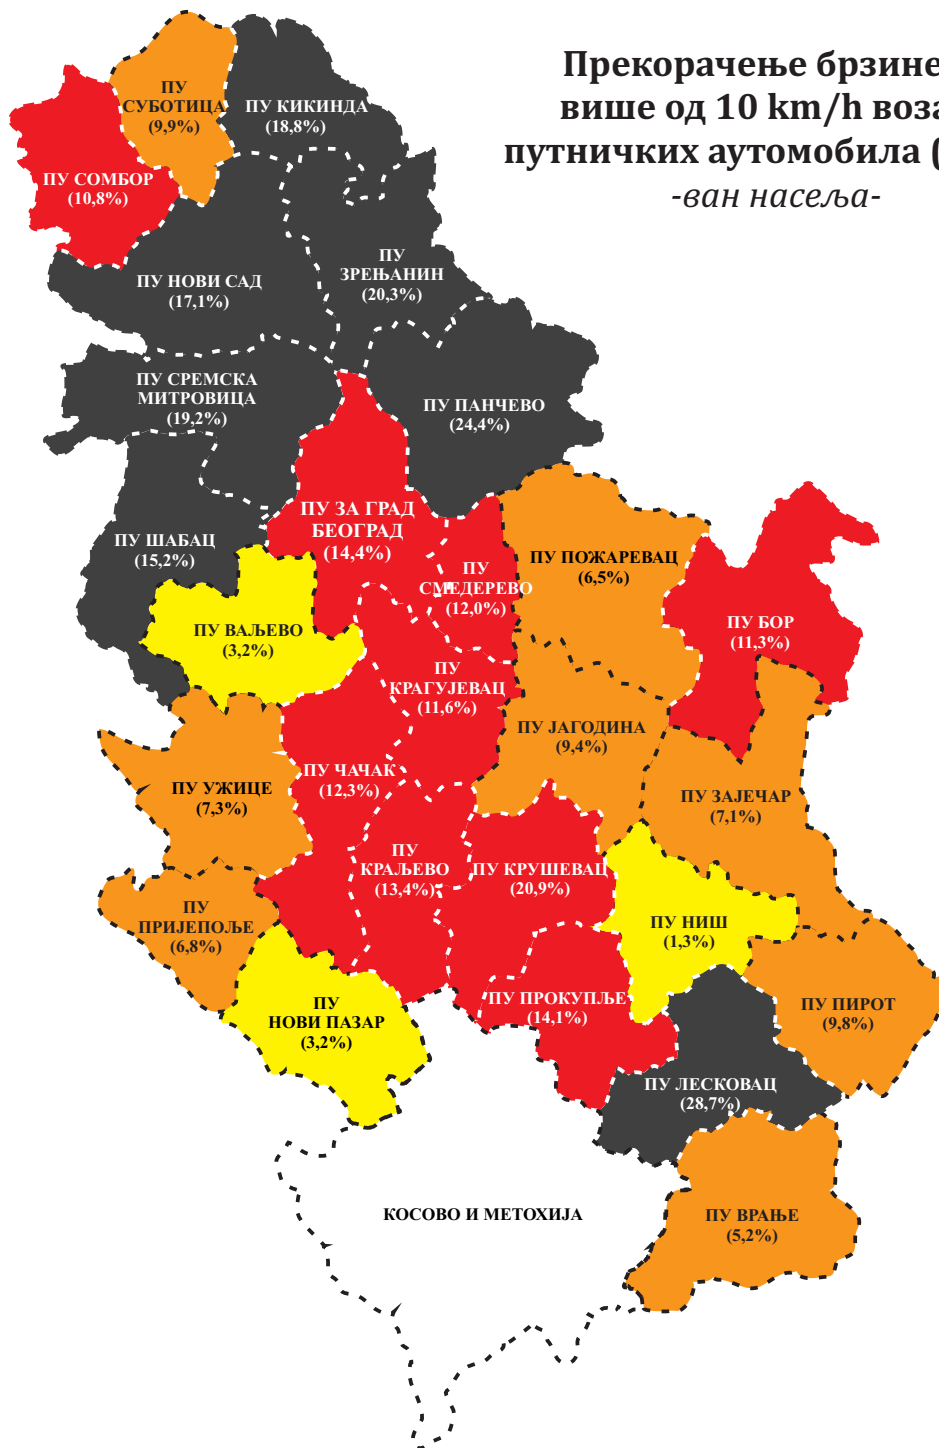 Прекорачење брзине
више од 10 km/h воза
путничких аутомобила (
-ван насеља-
ПУ
СУБОТИЦА
(9,9%)
ПУ КИКИНДА
(18,8%)
ПУ СОМБОР
(10,8%)
ПУ НОВИ САД
(17,1%)
ПУ
ЗРЕЊАНИН
(20,3%)
ПУ СРЕМСКА
МИТРОВИЦА
(19,2%)
ПУ ПАНЧЕВО
(24,4%)
ПУ ЗА ГРАД
БЕОГРАД
(14,4%)
ПУ ШАБАЦ
(15,2%)
ПУ
СМЕДЕРЕВО
(12,0%)
ПУ ПОЖАРЕВАЦ
(6,5%)
ПУ БОР
(11,3%)
ПУ ВАЉЕВО
(3,2%)
ПУ
КРАГУЈЕВАЦ
(11,6%)
ПУ ЈАГОДИНА
(9,4%)
ПУ УЖИЦЕ
(7,3%)
ПУ ЧАЧАК
(12,3%)
ПУ ЗАЈЕЧАР
(7,1%)
ПУ
КРАЉЕВО
(13,4%)
ПУ КРУШЕВАЦ
(20,9%)
ПУ
ПРИЈЕПОЉЕ
(6,8%)
ПУ НИШ
(1,3%)
ПУ
НОВИ ПАЗАР
(3,2%)
ПУ ПРОКУПЉЕ
(14,1%)
ПУ ПИРОТ
(9,8%)
ПУ ЛЕСКОВАЦ
(28,7%)
КОСОВО И МЕТОХИЈА
ПУ ВРАЊЕ
(5,2%)